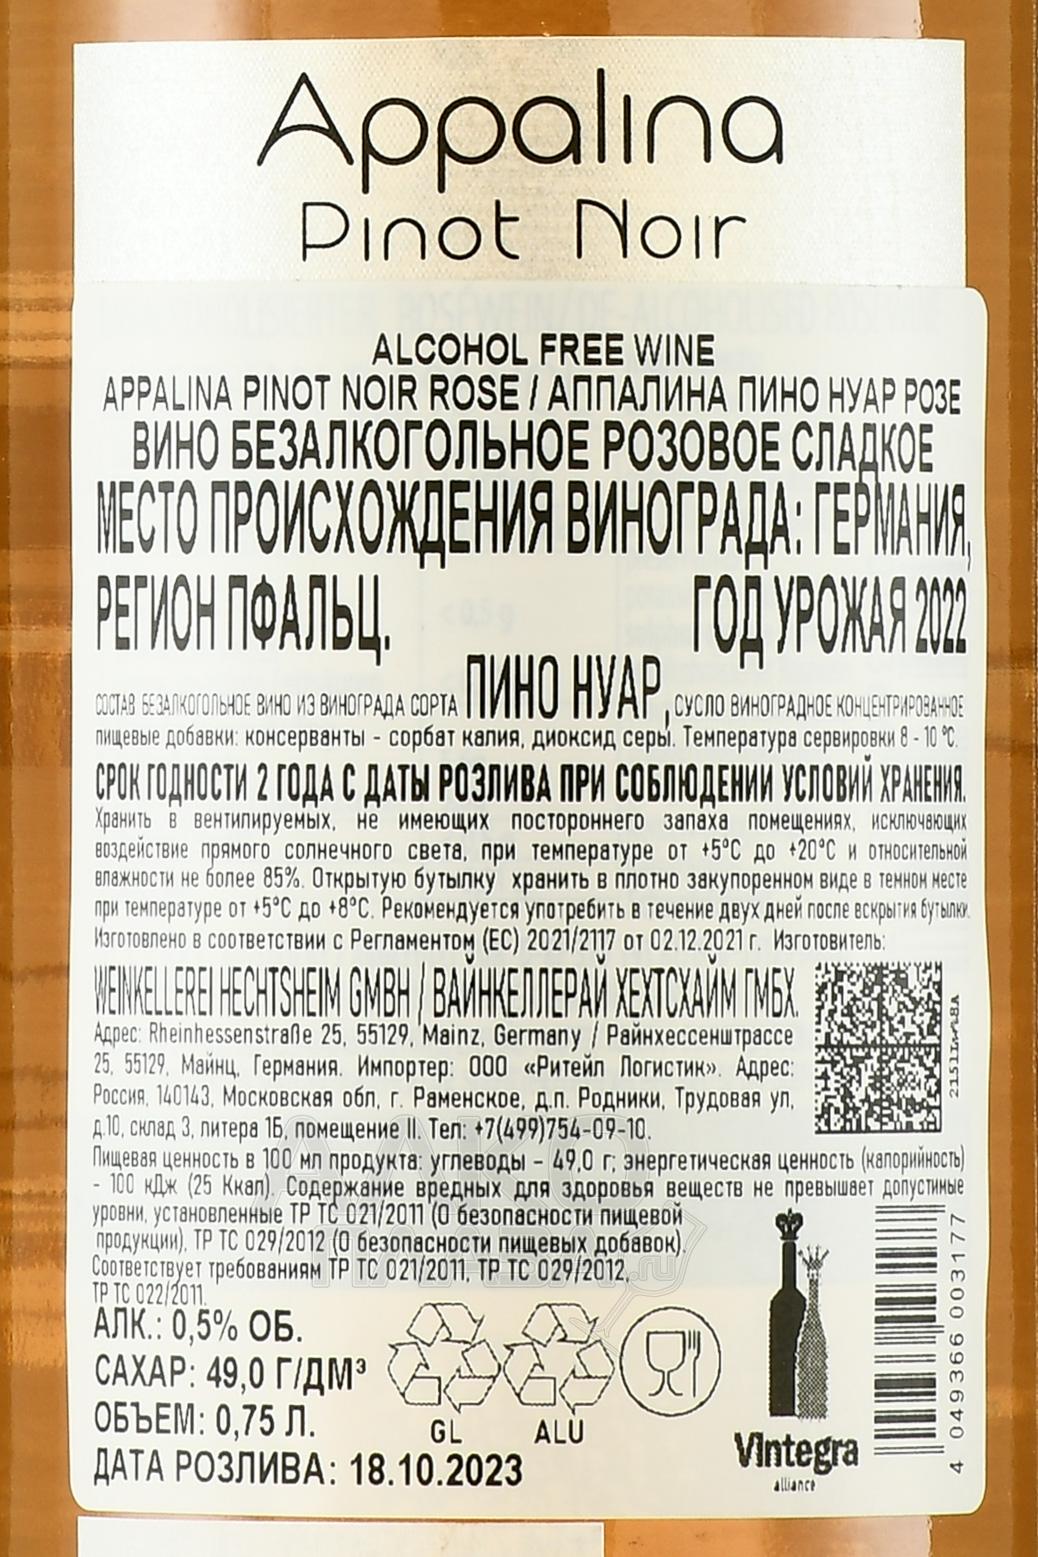 Appalina
Pinot Noir
ALCOHOL FREE WINE
APPALINA PINOT NOIR ROSE / АППАЛИНА ПИНО НУАР РОЗЕ
ВИНО БЕЗАЛКОГОЛЬНОЕ РОЗОВОЕ СЛАДКОЕ
МЕСТО ПРОИСХОЖДЕНИЯ ВИНОГРАДА: ГЕРМАНИЯ,
РЕГИОН ПФАЛЬЦ. ГОД УРОЖАЯ 2022
СОСТАВ БЕЗАЛКОГОЛЬНОЕ ВИНО ИЗ ВИНОГРАДА СОРТА ПИНО НУАР, СУСЛО ВИНОГРАДНОЕ КОНЦЕНТРИРОВАННОЕ
пищевые добавки: консерванты - сорбат калия, диоксид серы. Температура сервировки 8 - 10 °С.
СРОК ГОДНОСТИ 2 ГОДА С ДАТЫ РОЗЛИВА ПРИ СОБЛЮДЕНИИ УСЛОВИЙ ХРАНЕНИЯ.
Хранить в вентилируемых, не имеющих постороннего запаха помещениях, исключающих
воздействие прямого солнечного света, при температуре от +5°С до +20°С и относительной
влажности не более 85%. Открытую бутылку хранить в плотно закупоренном виде в темном месте
при температуре от +5°С до +8°С. Рекомендуется употребить в течение двух дней после вскрытия бутылки.
Изготовлено в соответствии с Регламентом (ЕС) 2021/2117 от 02.12.2021 г. Изготовитель:
WEINKELLEREI HECHTSHEIM GMBH / ВАЙНКЕЛЛЕРАЙ ХЕХТСХАЙМ ГМБХ.
Адрес: Rheinhessenstraße 25, 55129, Mainz, Germany / Райнхессенштрассе
25, 55129, Майнц, Германия. Импортер: ООО «Ритейл Логистик». Адрес:
Россия, 140143, Московская обл, г. Раменское, д.п. Родники, Трудовая ул,
д.10, склад 3, литера 1Б, помещение II. Тел: +7(499)754-09-10.
Пищевая ценность в 100 мл продукта: углеводы - 49,0 г; энергетическая ценность (калорийность)
- 100 кДж (25 Ккал). Содержание вредных для здоровья веществ не превышает допустимые
уровни, установленные ТР ТС 021/2011 (О безопасности пищевой
продукции), ТР ТС 029/2012 (О безопасности пищевых добавок).
Соответствует требованиям ТР ТС 021/2011, ТР ТС 029/2012,
ТР ТС 022/2011.
АЛК.: 0,5% ОБ.
САХАР: 49,0 Г/ДМ³
ОБЪЕМ: 0,75 Л.
ДАТА РОЗЛИВА: 18.10.2023
GL
ALU
VIntegra
alliance
4 049366 003177